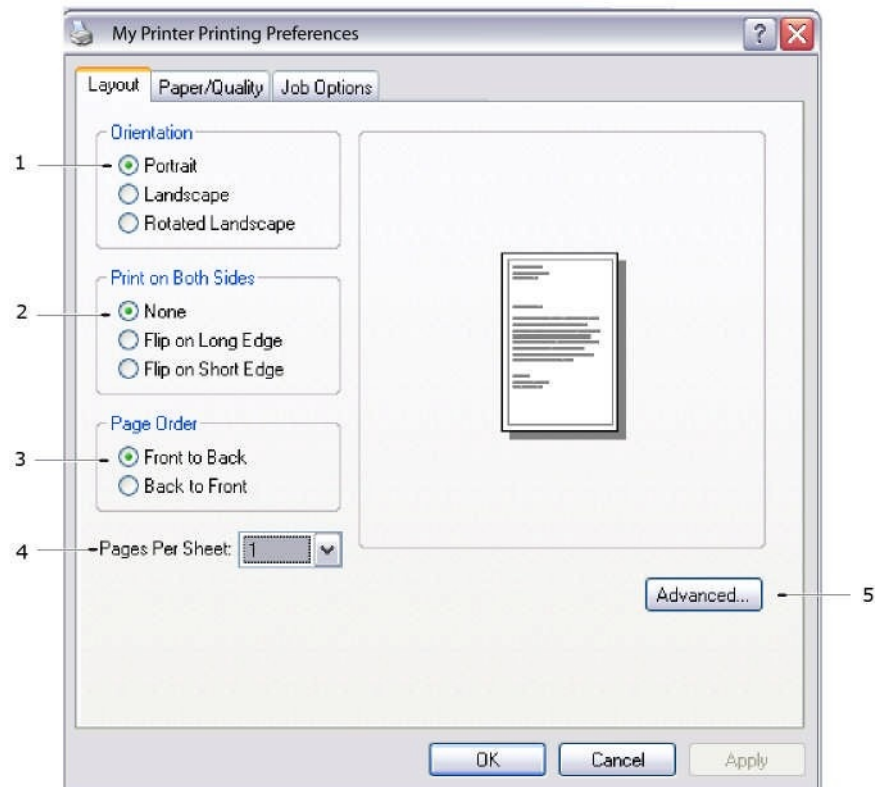 My Printer Printing Preferences
Layout Paper/Quality Job Options
Orientation
1 Portrait
Landscape
Rotated Landscape
Print on Both Sides
2 None
Flip on Long Edge
Flip on Short Edge
Page Order
3 Front to Back
Back to Front
4 Pages Per Sheet: 1
Advanced... 5
OK Cancel Apply